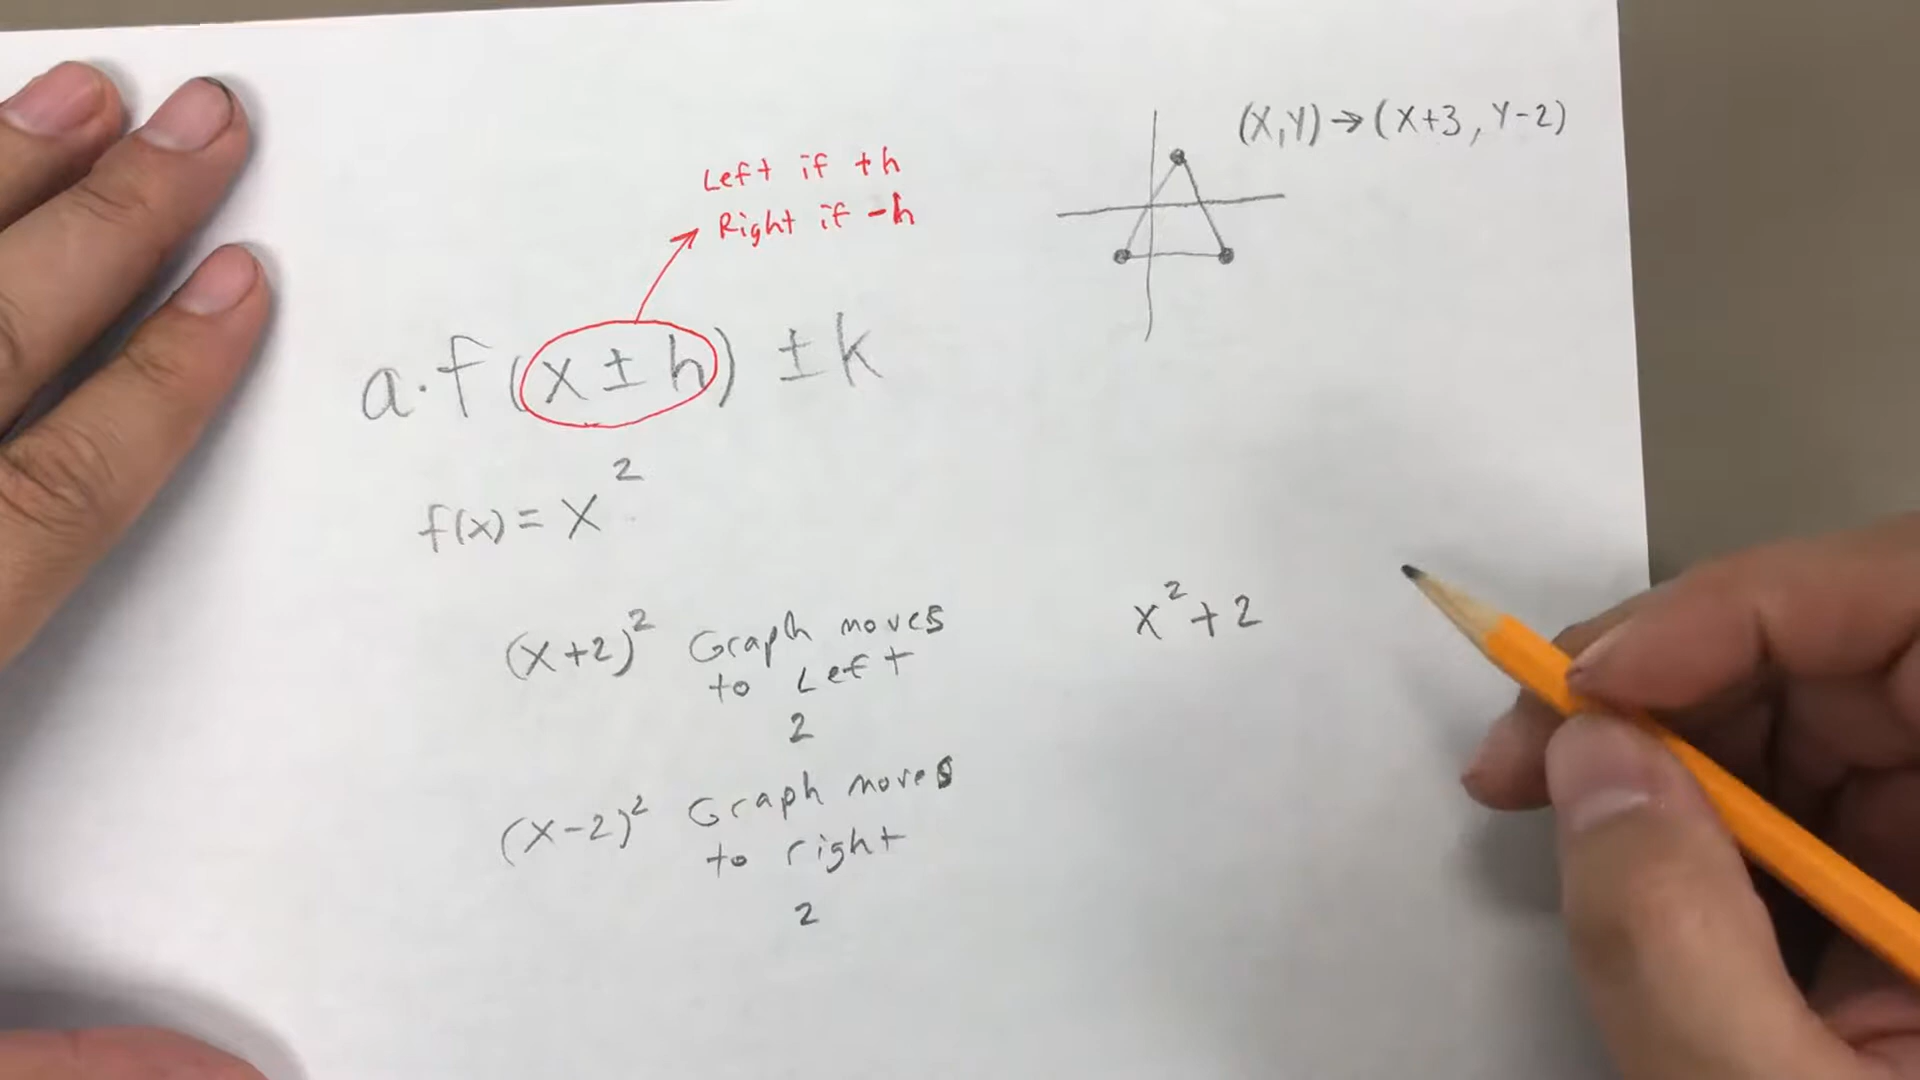 (X,Y)→(X+3, Y-2)
Left if +h
Right if -h
a·f(x±h) ±k
f(x)= X²
(X+2)² Graph moves
to Left
2
X²+2
(X-2)² Graph moves
to right
2